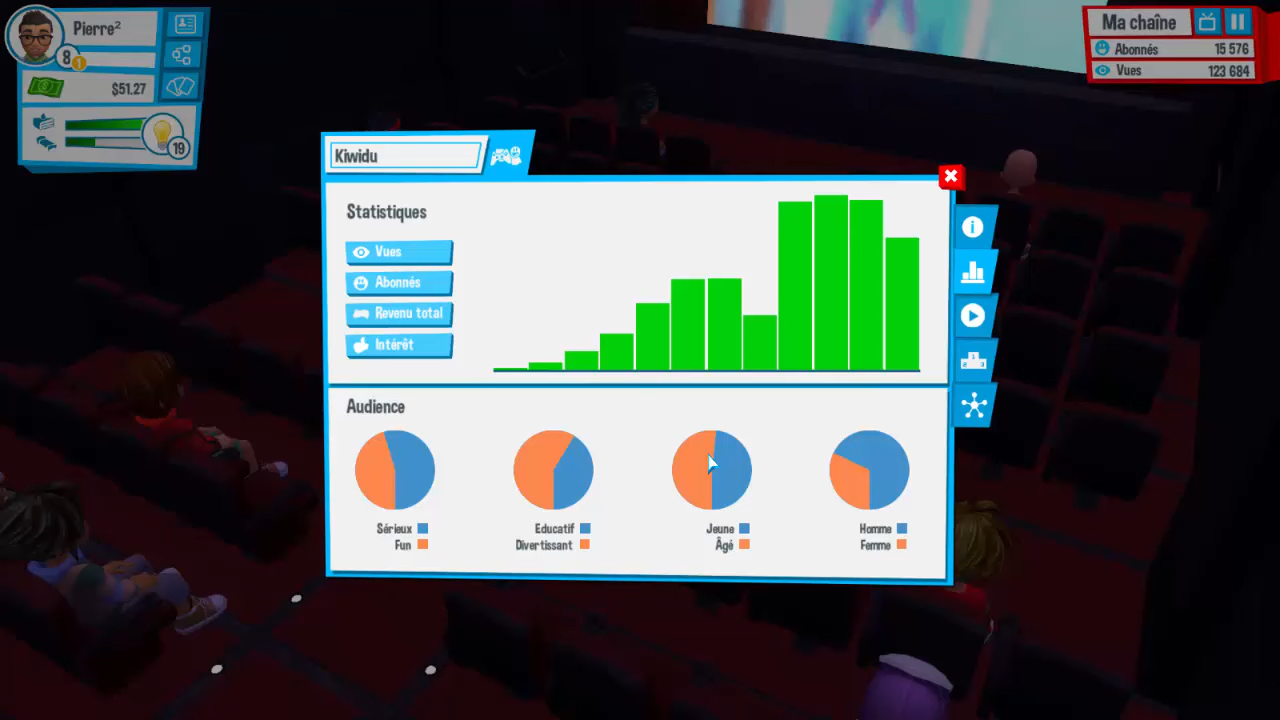 Pierre²
8
1
$51.27
19
Ma chaîne
Abonnés 15 576
Vues 123 684
Kiwidu
Statistiques
Vues
Abonnés
Revenu total
Intérêt
Audience
Sérieux
Fun
Educatif
Divertissant
Jeune
Âgé
Homme
Femme